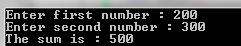 Enter first number : 200
Enter second number : 300
The sum is : 500